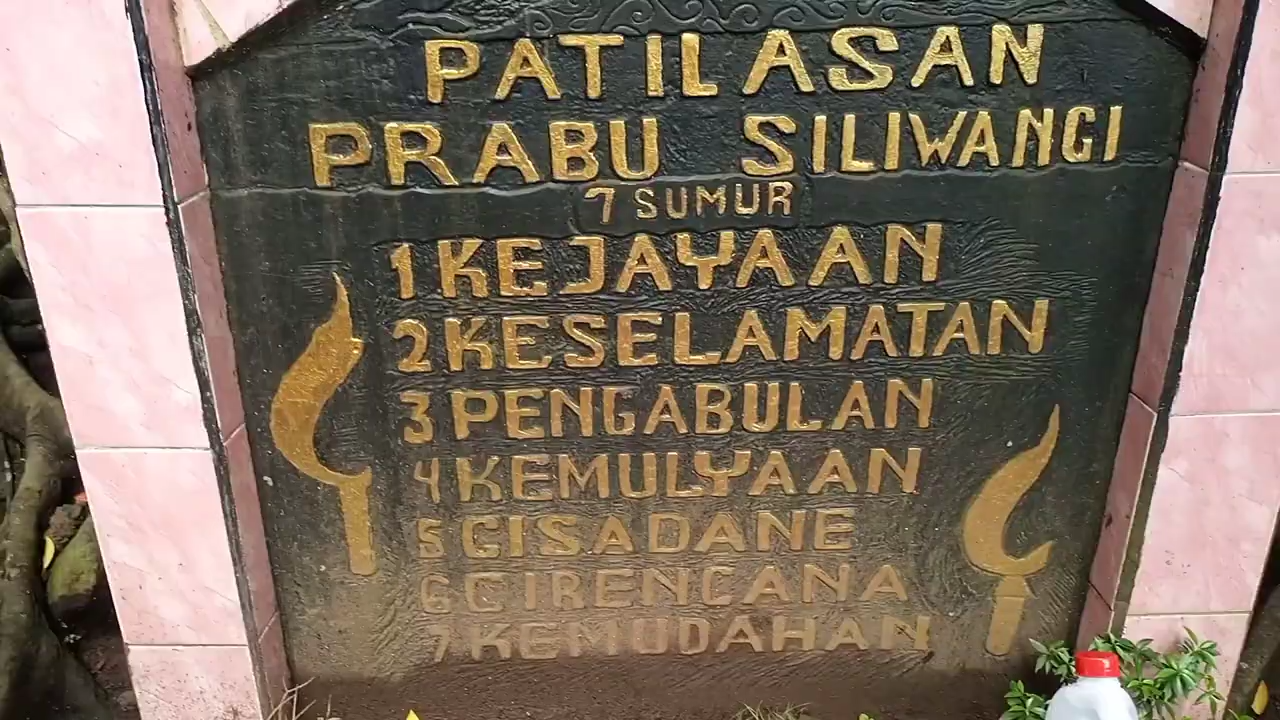 PATILASAN
PRABU SILIWANGI
7 SUMUR
1 KEJAYAAN
2 KESELAMATAN
3 PENGABULAN
4 KEMULYAAN
5 CISADANE
6 CIRENCANA
7 KEMUDAHAN